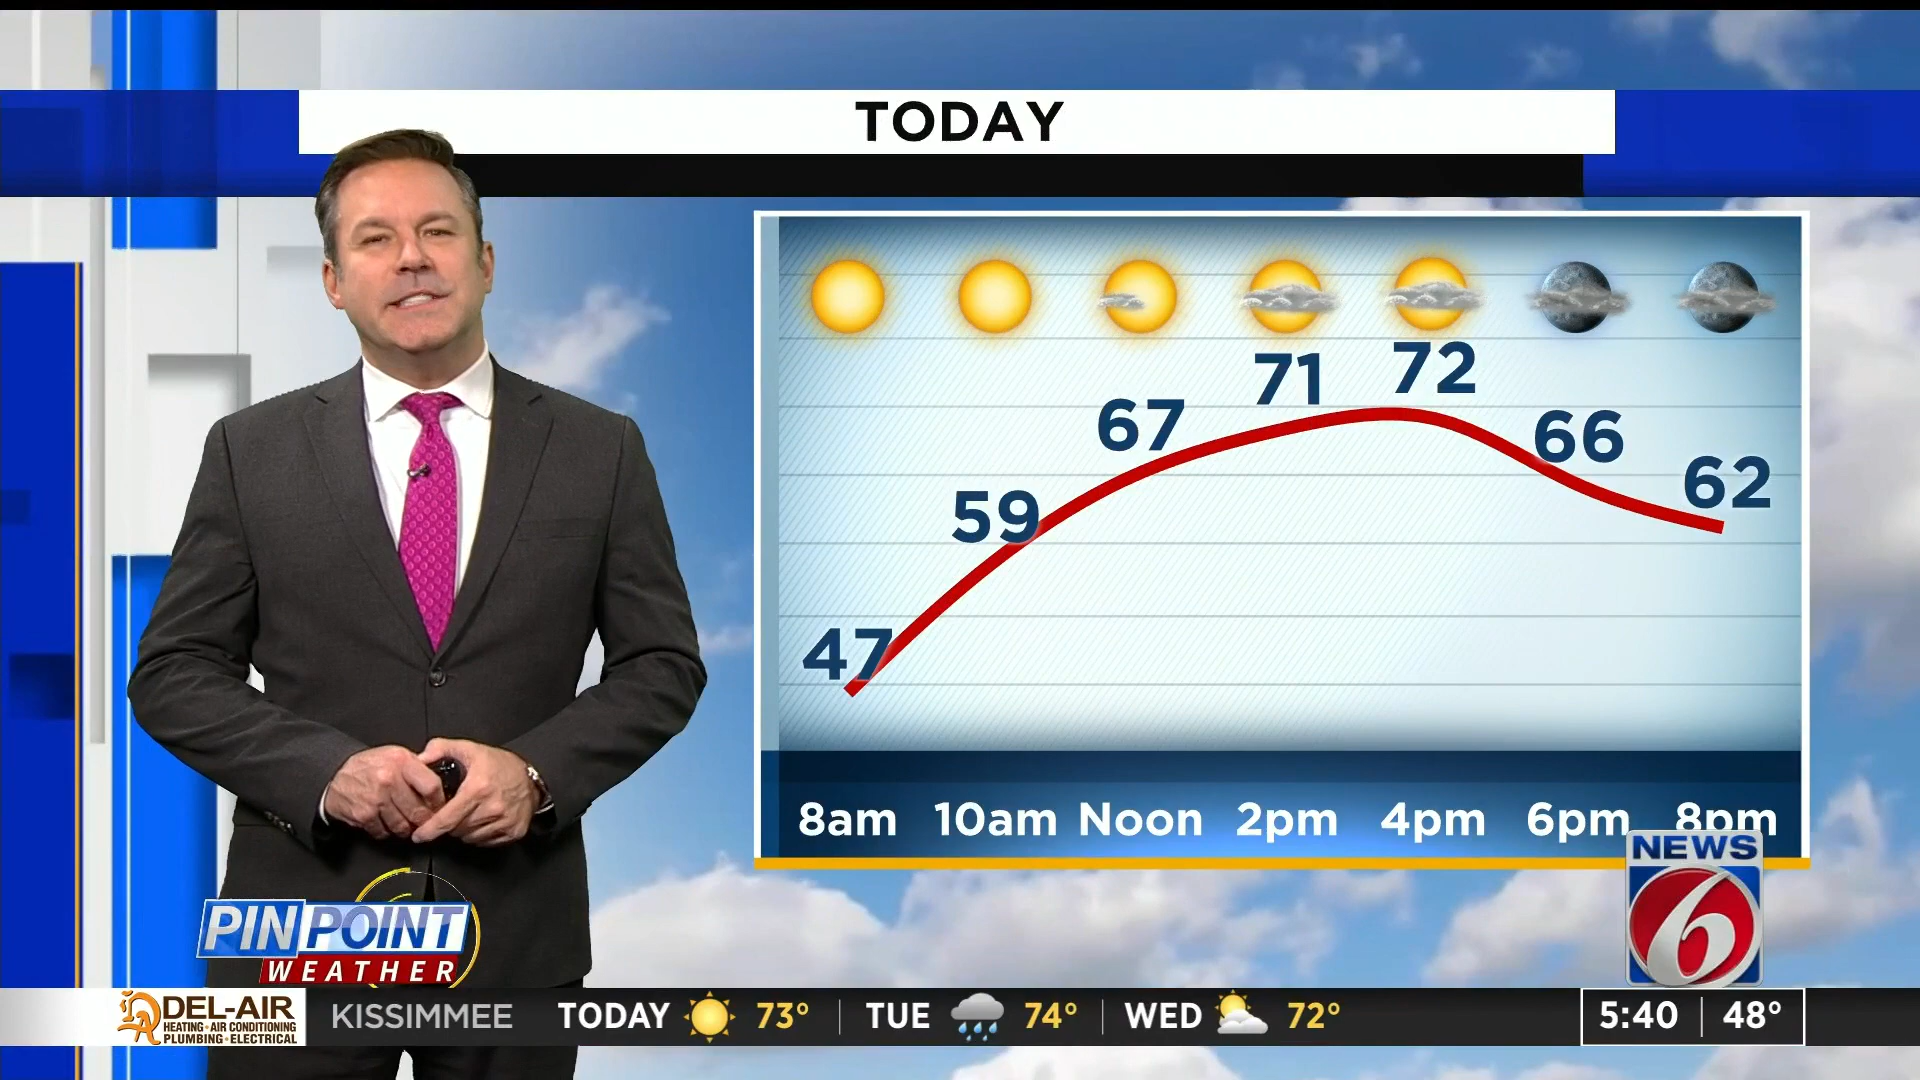 TODAY
71 72
67 66
59 62
47
8am 10am Noon 2pm 4pm 6pm 8pm
NEWS
6
PINPOINT
WEATHER
DEL-AIR
HEATING • AIR CONDITIONING
PLUMBING • ELECTRICAL
KISSIMMEE TODAY 73° TUE 74° WED 72° 5:40 48°